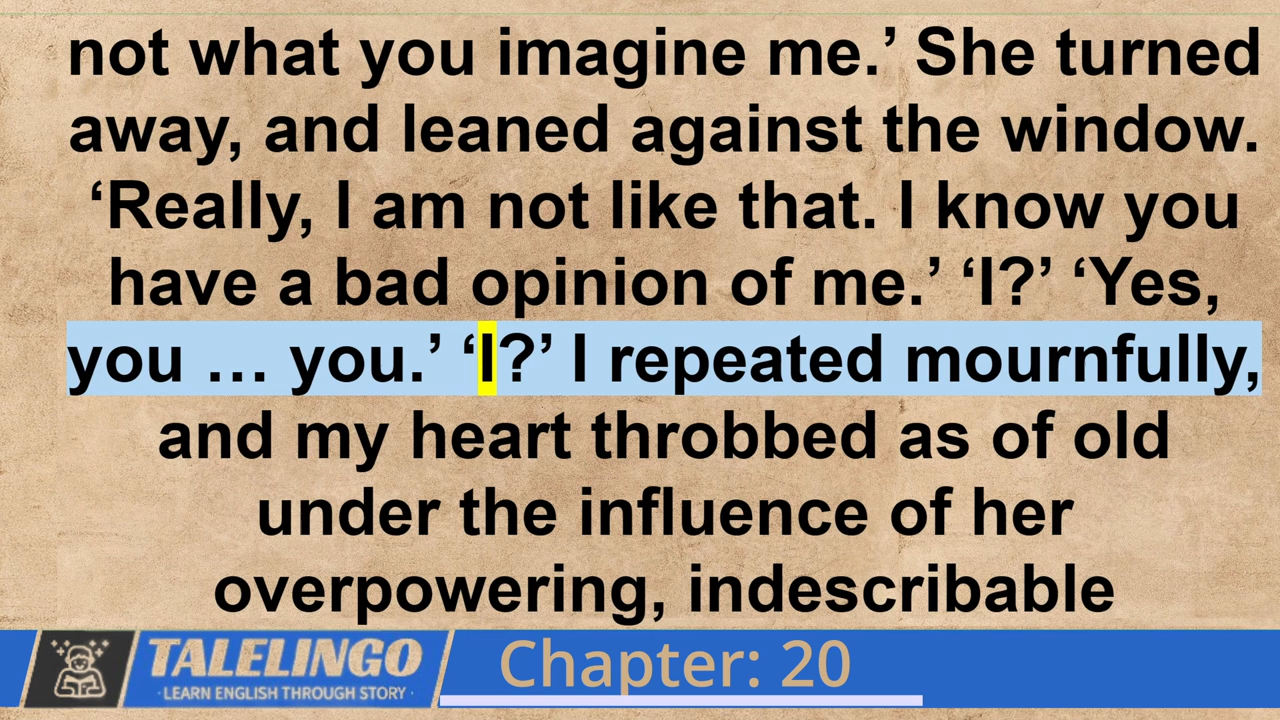 not what you imagine me.’ She turned
away, and leaned against the window.
‘Really, I am not like that. I know you
have a bad opinion of me.’ ‘I?’ ‘Yes,
you … you.’ ‘I?’ I repeated mournfully,
and my heart throbbed as of old
under the influence of her
overpowering, indescribable
TALELINGO
· LEARN ENGLISH THROUGH STORY ·
Chapter: 20